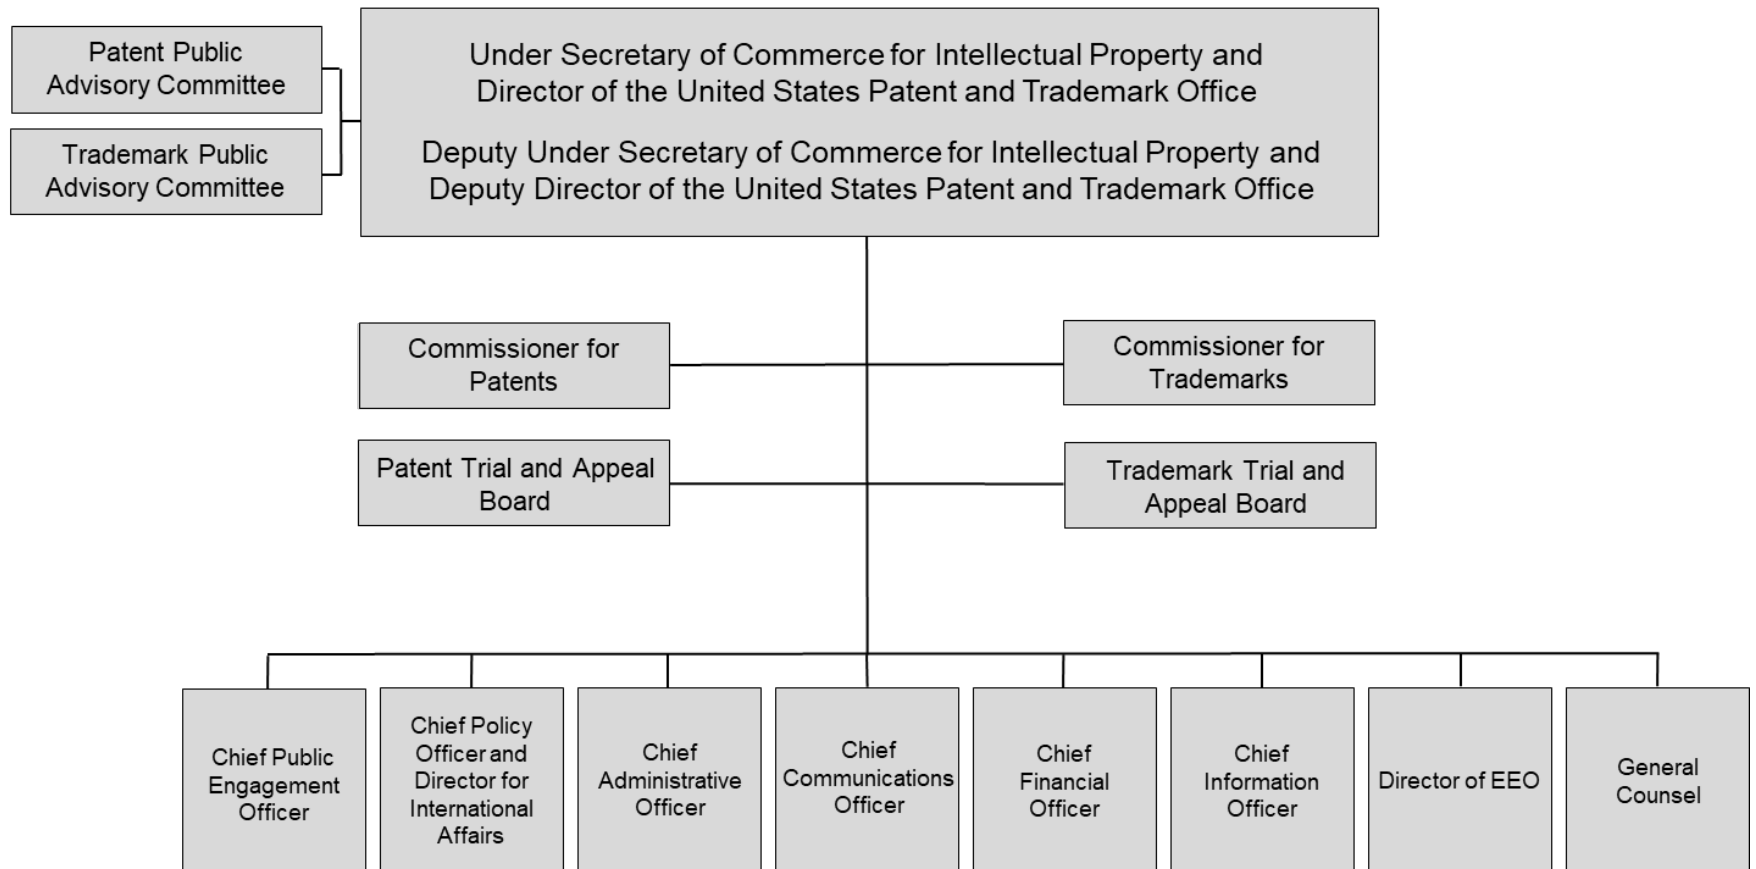 Patent Public
Advisory Committee
Trademark Public
Advisory Committee
Under Secretary of Commerce for Intellectual Property and
Director of the United States Patent and Trademark Office
Deputy Under Secretary of Commerce for Intellectual Property and
Deputy Director of the United States Patent and Trademark Office
Commissioner for
Patents
Commissioner for
Trademarks
Patent Trial and Appeal
Board
Trademark Trial and
Appeal Board
Chief Public
Engagement
Officer
Chief Policy
Officer and
Director for
International
Affairs
Chief
Administrative
Officer
Chief
Communications
Officer
Chief
Financial
Officer
Chief
Information
Officer
Director of EEO
General
Counsel